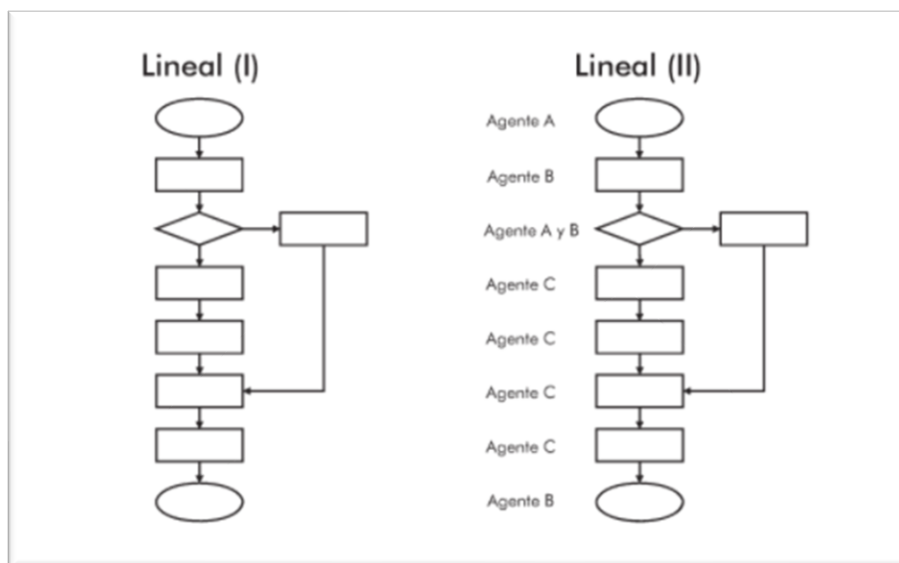 Lineal (I)
Lineal (II)
Agente A
Agente B
Agente A y B
Agente C
Agente C
Agente C
Agente C
Agente B